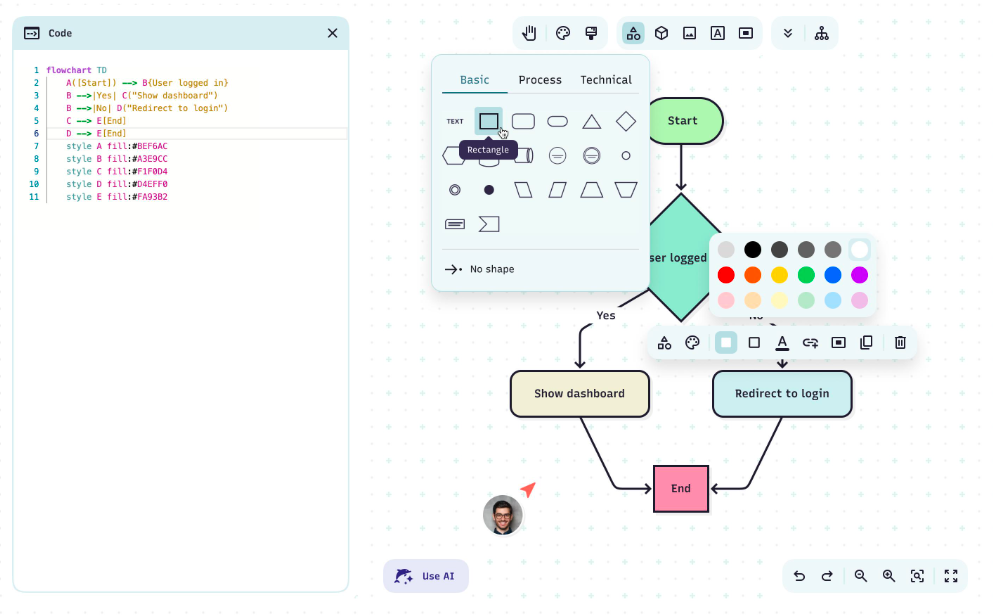 Code
1 flowchart TD
2 A([Start]) --> B{User logged in}
3 B -->|Yes| C("Show dashboard")
4 B -->|No| D("Redirect to login")
5 C --> E[End]
6 D --> E[End]
7 style A fill:#BEF6AC
8 style B fill:#A3E9CC
9 style C fill:#F1F0D4
10 style D fill:#D4EFF0
11 style E fill:#FA93B2
Basic Process Technical
TEXT
Rectangle
No shape
Start
ser logged
Yes
No
A
Show dashboard
Redirect to login
End
Use AI